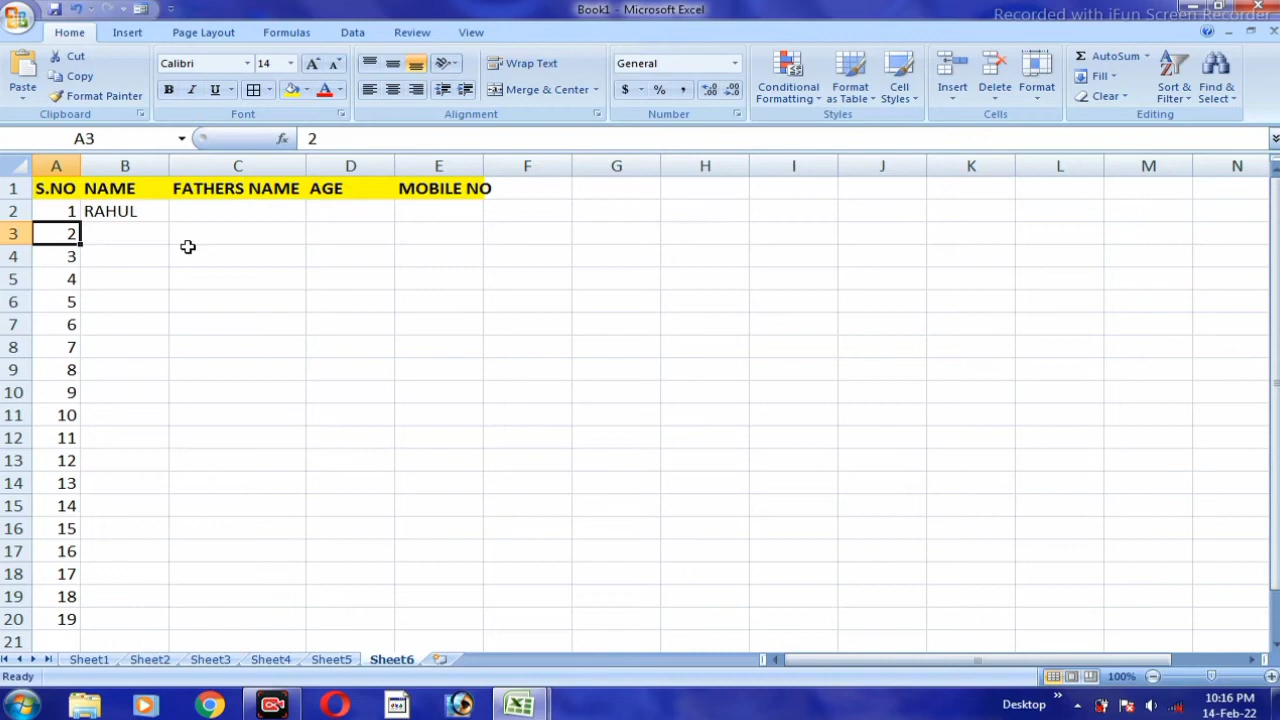 Book1 - Microsoft Excel
Recorded with iFun Screen Recorder
Home Insert Page Layout Formulas Data Review View
Cut
Copy
Format Painter
Paste
Clipboard
Calibri 14
B I U A
Font
Wrap Text
Merge & Center
Alignment
General
$ % ,
Number
Conditional Formatting
Format as Table
Cell Styles
Styles
Insert Delete Format
Cells
Σ AutoSum
Fill
Clear
Sort & Filter
Find & Select
Editing
A3 fx 2
A B C D E F G H I J K L M N
1 S.NO NAME FATHERS NAME AGE MOBILE NO
2 1 RAHUL
3 2
4 3
5 4
6 5
7 6
8 7
9 8
10 9
11 10
12 11
13 12
14 13
15 14
16 15
17 16
18 17
19 18
20 19
21
Sheet1 Sheet2 Sheet3 Sheet4 Sheet5 Sheet6
Ready 100%
Desktop 10:16 PM
14-Feb-22